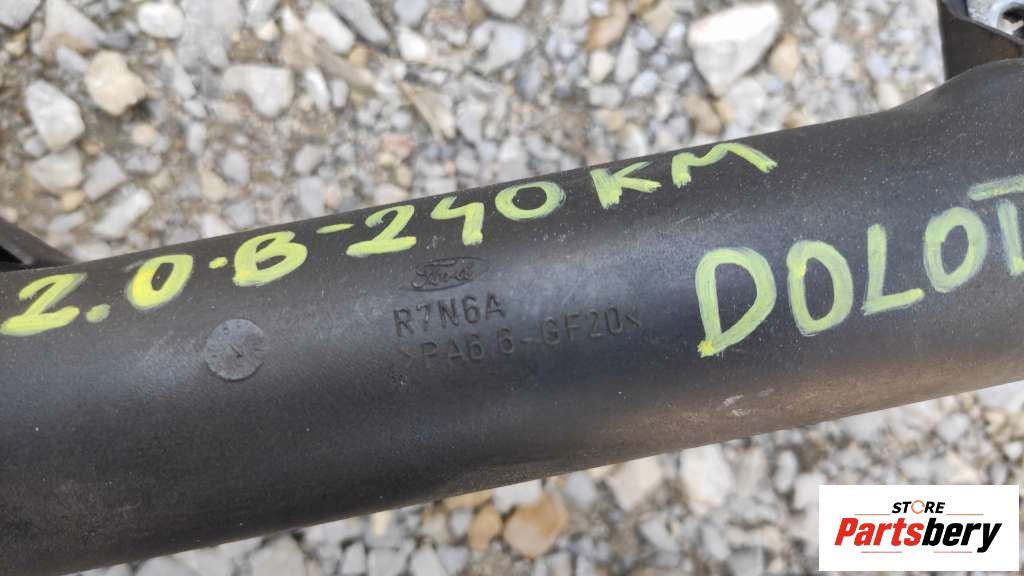 2.0.B-240KM
DOLOT
Ford
R7N6A
>PA6 6-GF20<
STORE
Partsbery